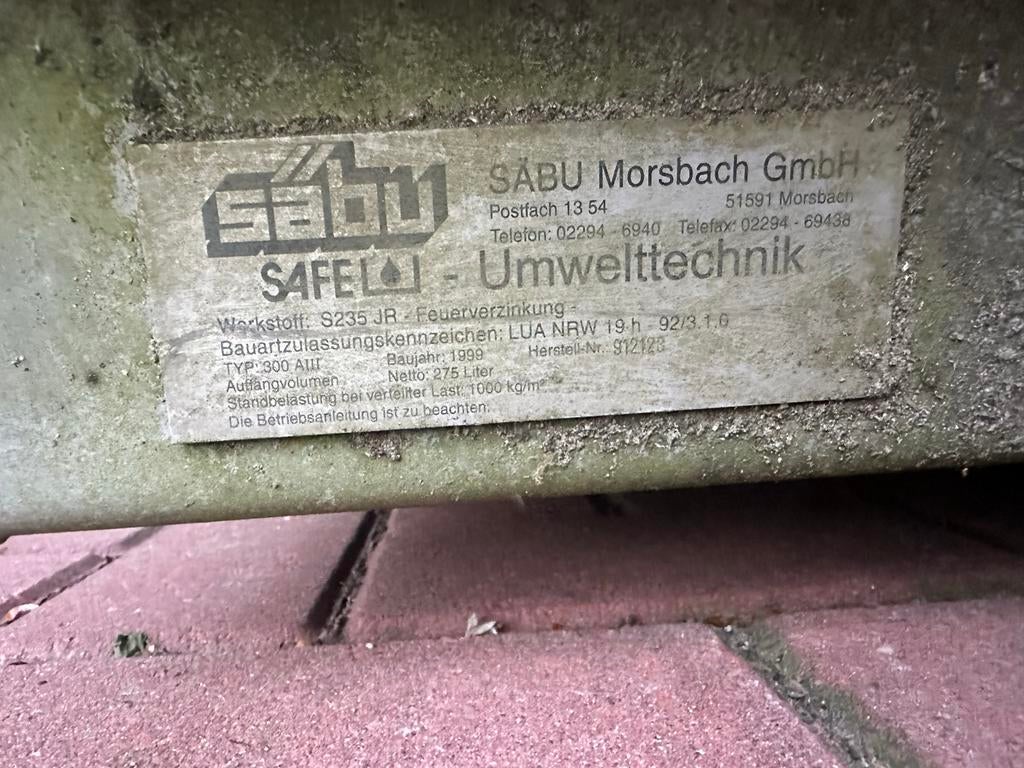 säbu
SÄBU Morsbach GmbH
Postfach 13 54
51591 Morsbach
Telefon: 02294 - 6940 Telefax: 02294 - 69438
SAFE - Umwelttechnik
Werkstoff: S235 JR - Feuerverzinkung -
Bauartzulassungskennzeichen: LUA NRW 19 h - 92/3.1.0
TYP: 300 AIII Baujahr: 1999 Herstell-Nr.
Auffangvolumen Netto: 275 Liter
Standbelastung bei verteilter Last: 1000 kg/m²
Die Betriebsanleitung ist zu beachten.